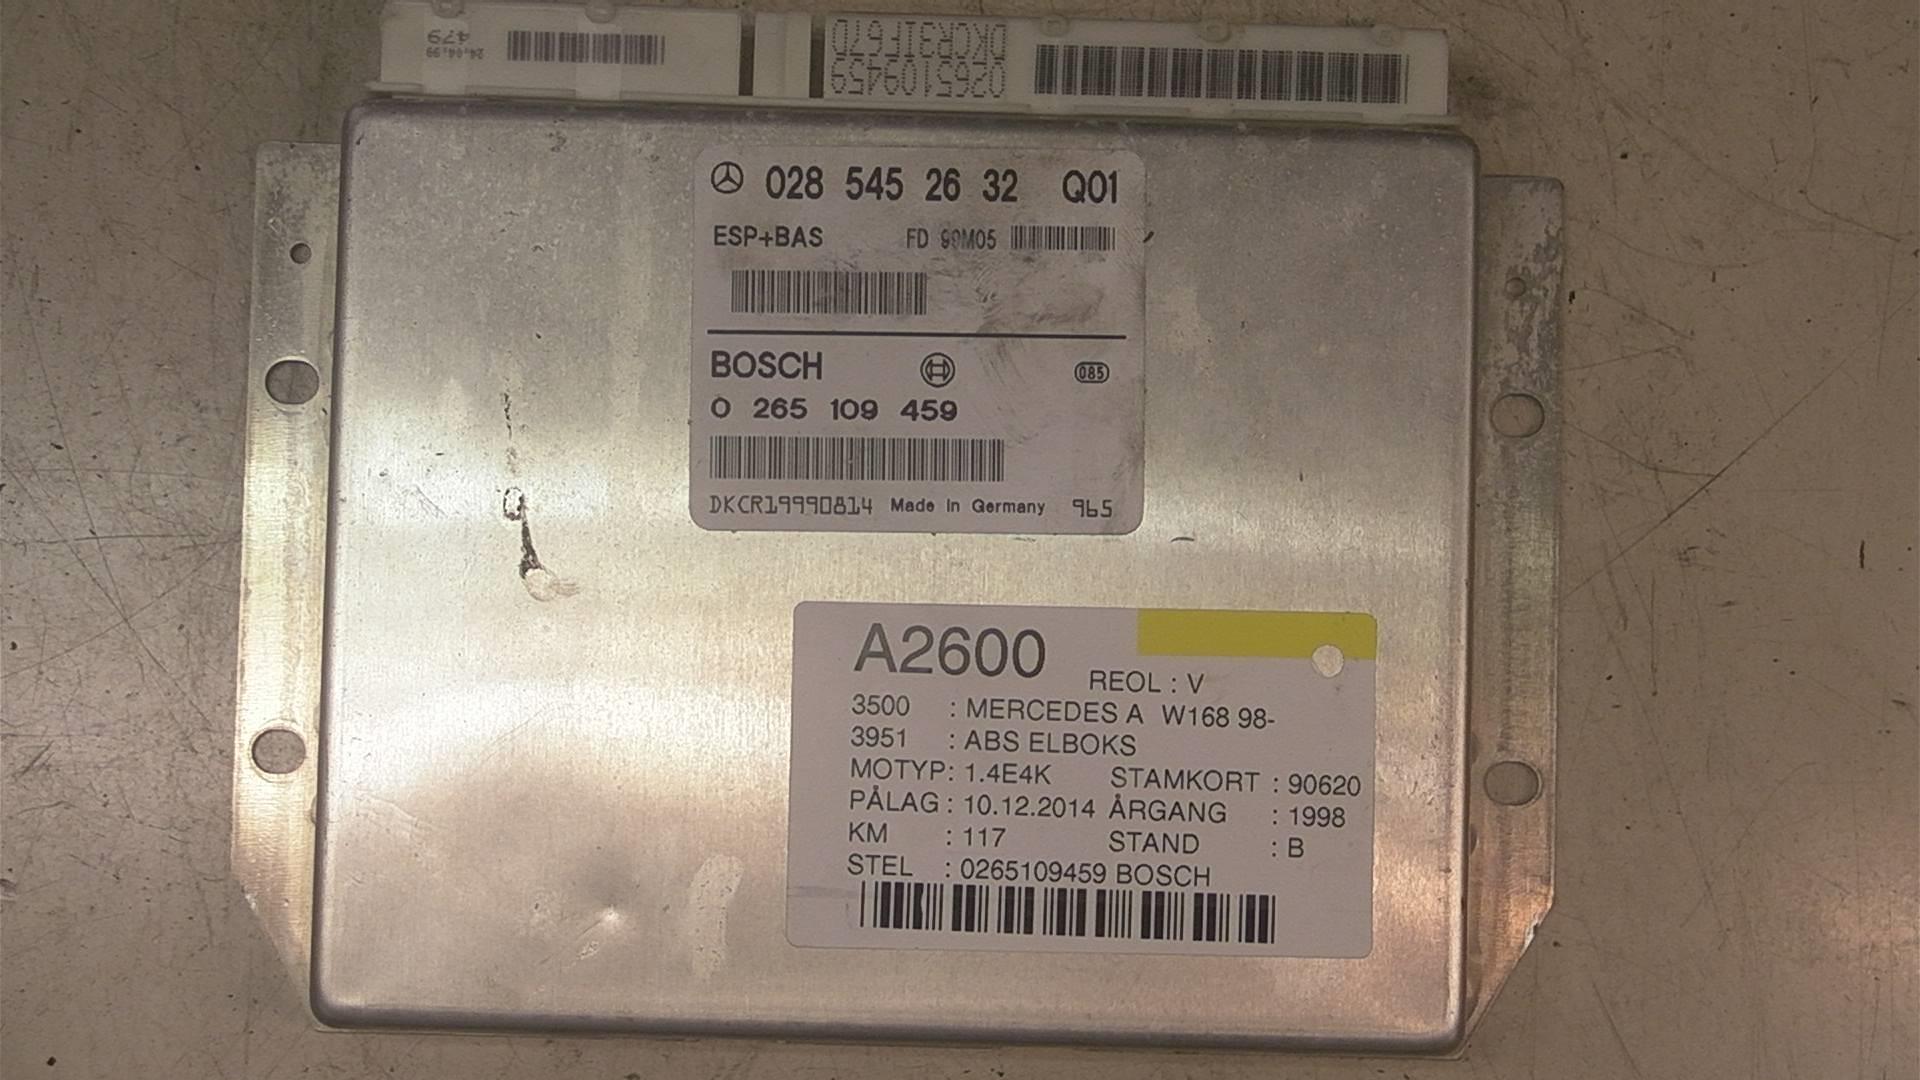 24.04.99
479
0265109459
DKCR3IF67D
028 545 26 32 Q01
ESP+BAS FD 99M05
BOSCH 085
0 265 109 459
DKCR19990814 Made In Germany 965
A2600
REOL : V
3500 : MERCEDES A W168 98-
3951 : ABS ELBOKS
MOTYP: 1.4E4K STAMKORT : 90620
PÅLAG : 10.12.2014 ÅRGANG : 1998
KM : 117 STAND : B
STEL : 0265109459 BOSCH